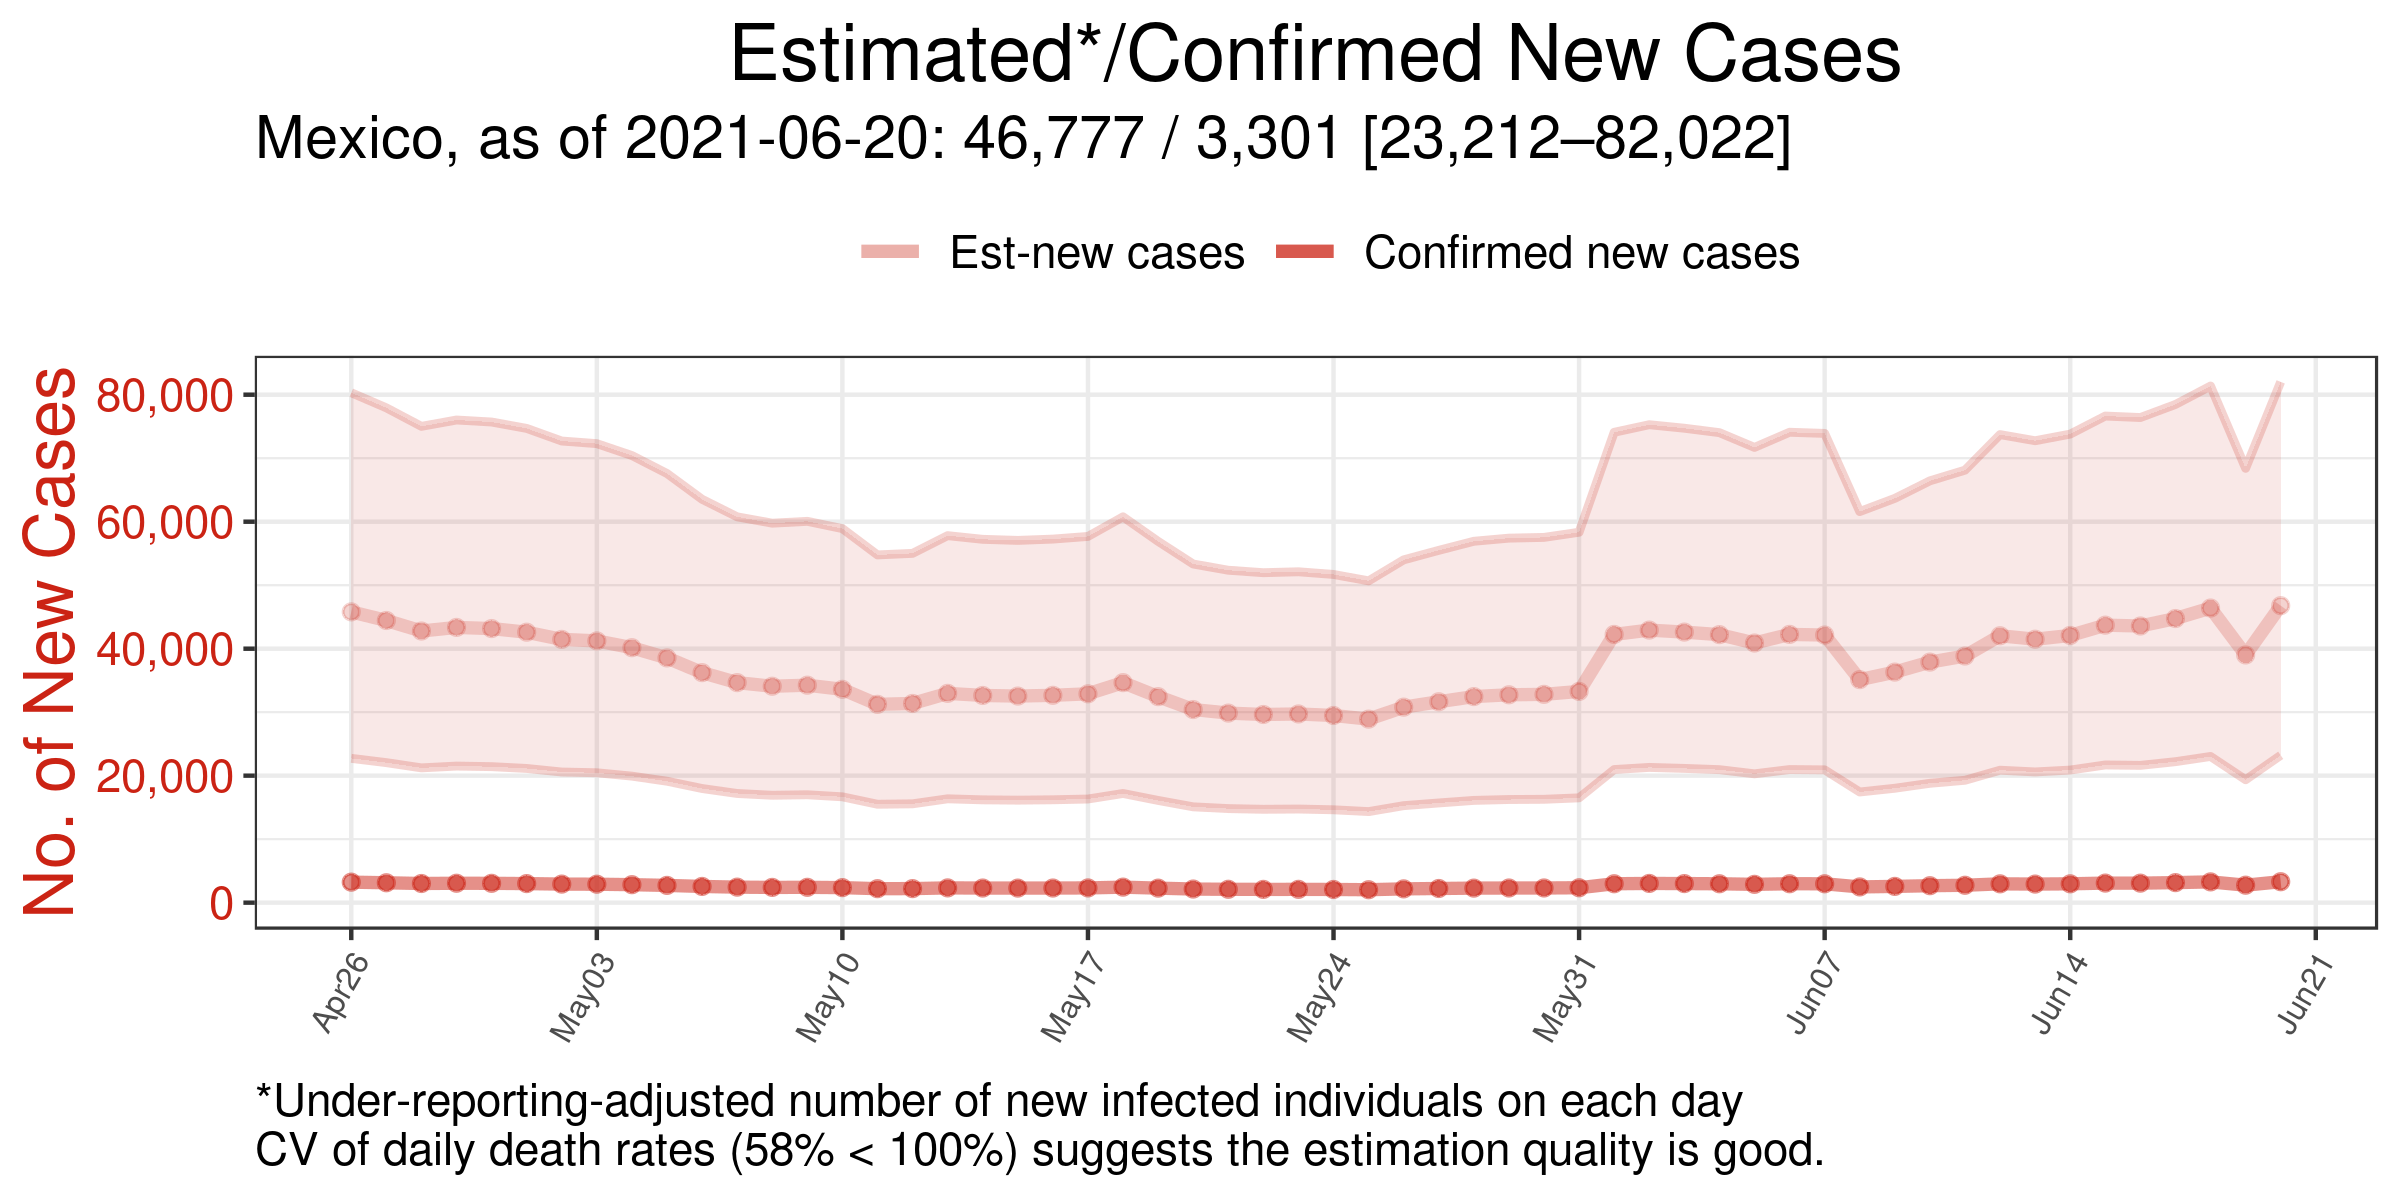 Estimated*/Confirmed New Cases
Mexico, as of 2021-06-20: 46,777 / 3,301 [23,212–82,022]
Est-new cases
Confirmed new cases
No. of New Cases
80,000
60,000
40,000
20,000
0
Apr26
May03
May10
May17
May24
May31
Jun07
Jun14
Jun21
*Under-reporting-adjusted number of new infected individuals on each day
CV of daily death rates (58% < 100%) suggests the estimation quality is good.